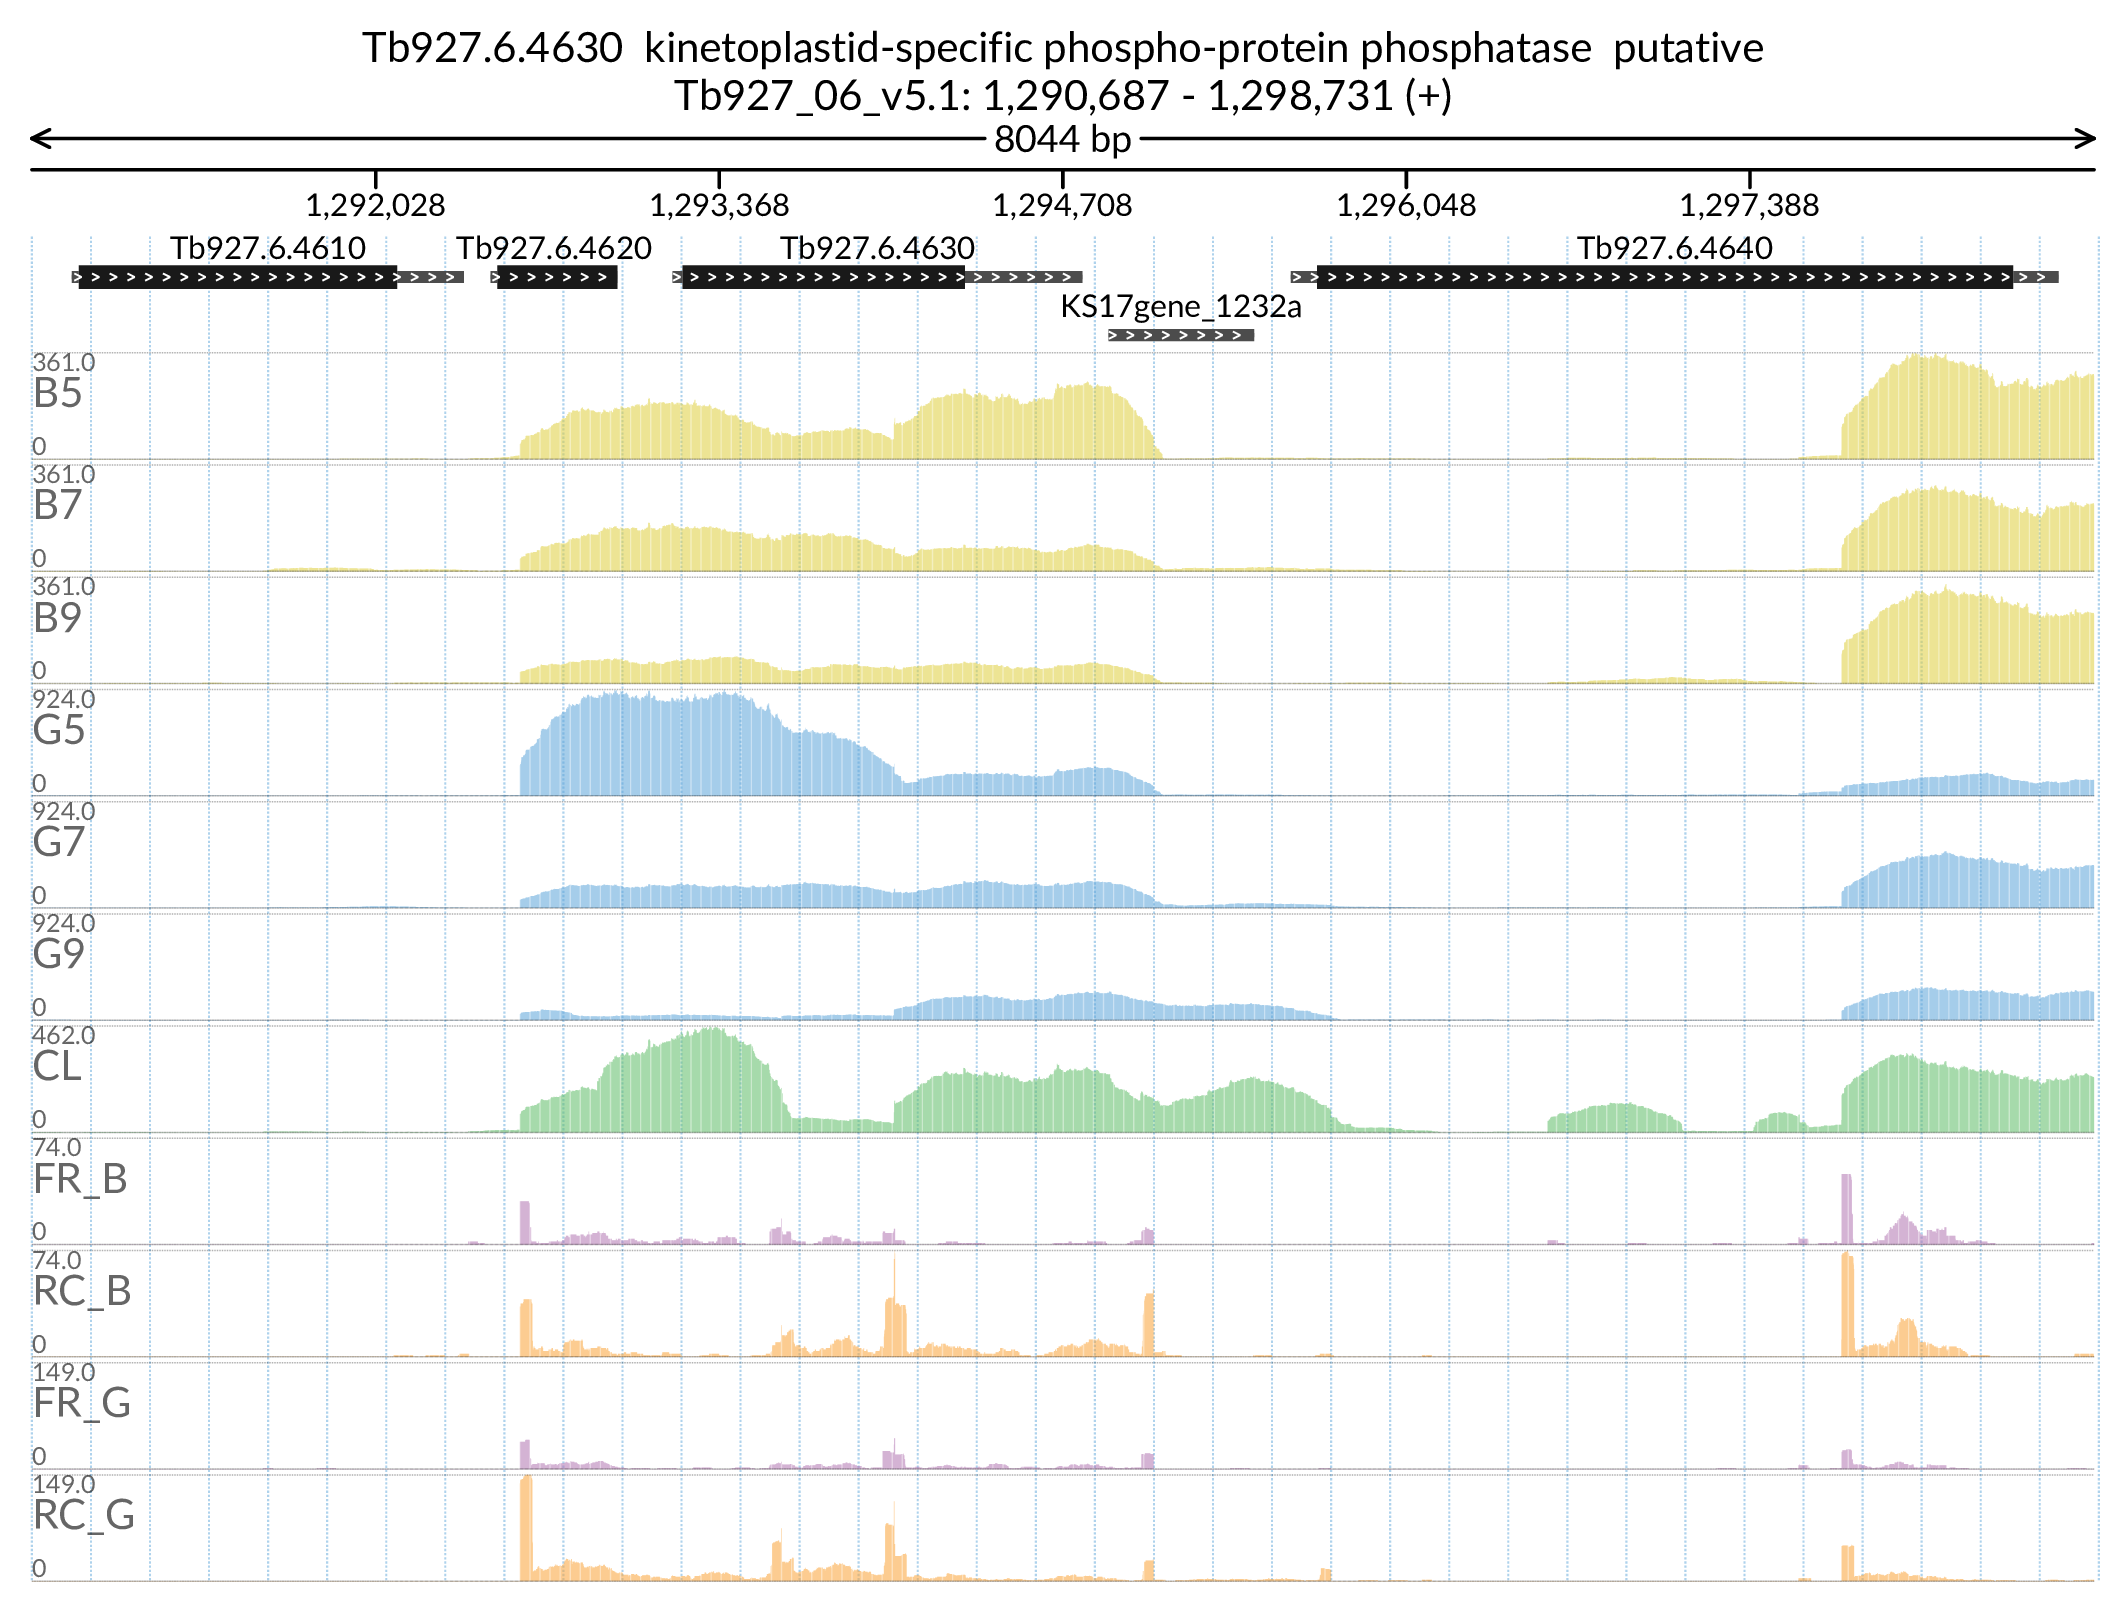 Tb927.6.4630  kinetoplastid-specific phospho-protein phosphatase  putative
Tb927_06_v5.1: 1,290,687 - 1,298,731 (+)
8044 bp
1,292,028 1,293,368 1,294,708 1,296,048 1,297,388
Tb927.6.4610 Tb927.6.4620 Tb927.6.4630 Tb927.6.4640
KS17gene_1232a
361.0
B5
0
361.0
B7
0
361.0
B9
0
924.0
G5
0
924.0
G7
0
924.0
G9
0
462.0
CL
0
74.0
FR_B
0
74.0
RC_B
0
149.0
FR_G
0
149.0
RC_G
0